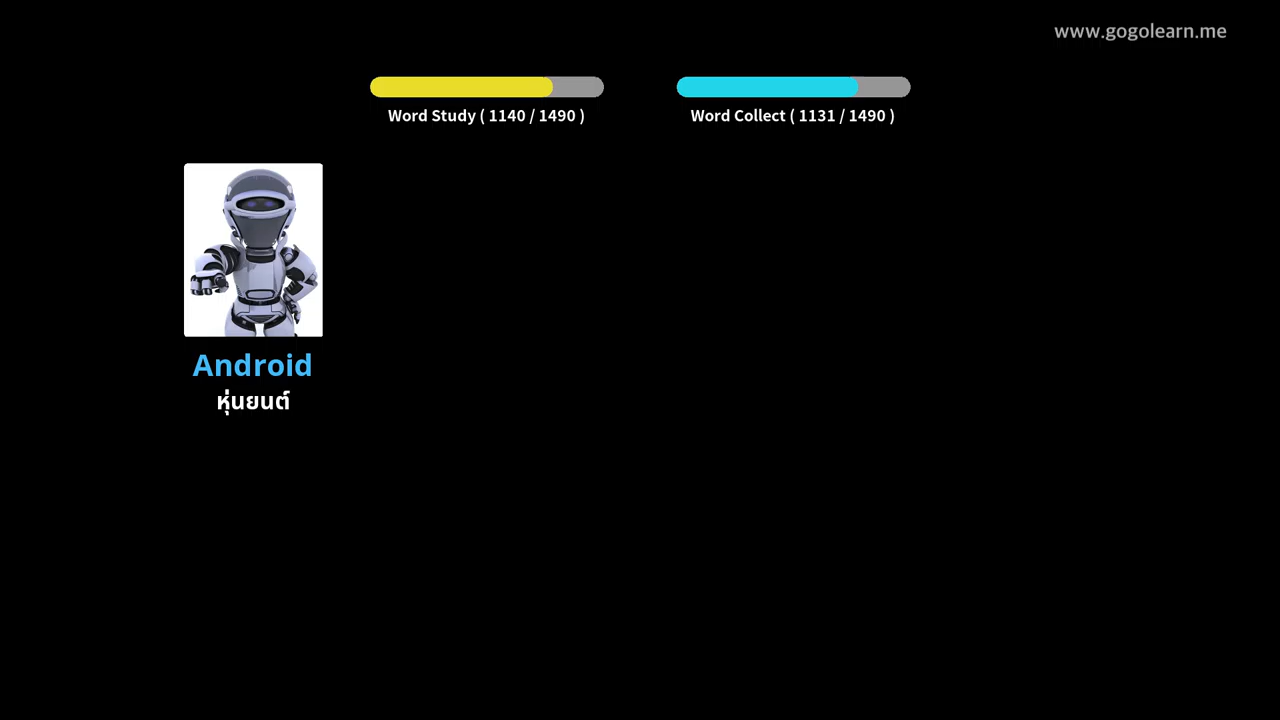 www.gogolearn.me
Word Study ( 1140 / 1490 )
Word Collect ( 1131 / 1490 )
Android
หุ่นยนต์